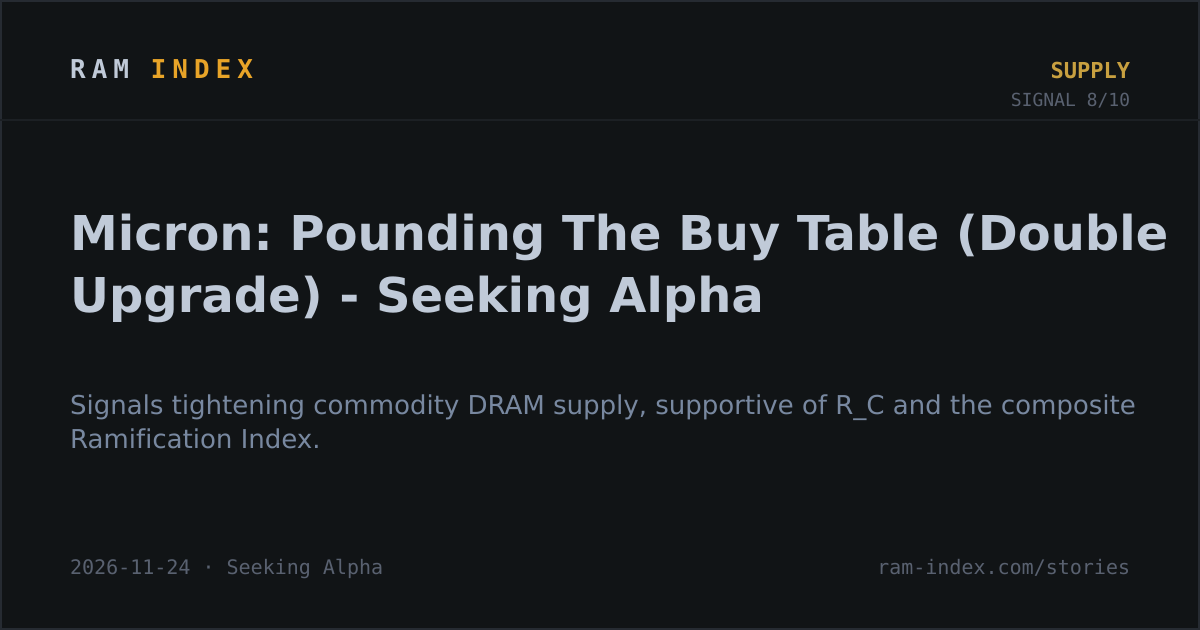 RAM INDEX
SUPPLY
SIGNAL 8/10
Micron: Pounding The Buy Table (Double
Upgrade) - Seeking Alpha
Signals tightening commodity DRAM supply, supportive of R_C and the composite
Ramification Index.
2026-11-24 · Seeking Alpha
ram-index.com/stories